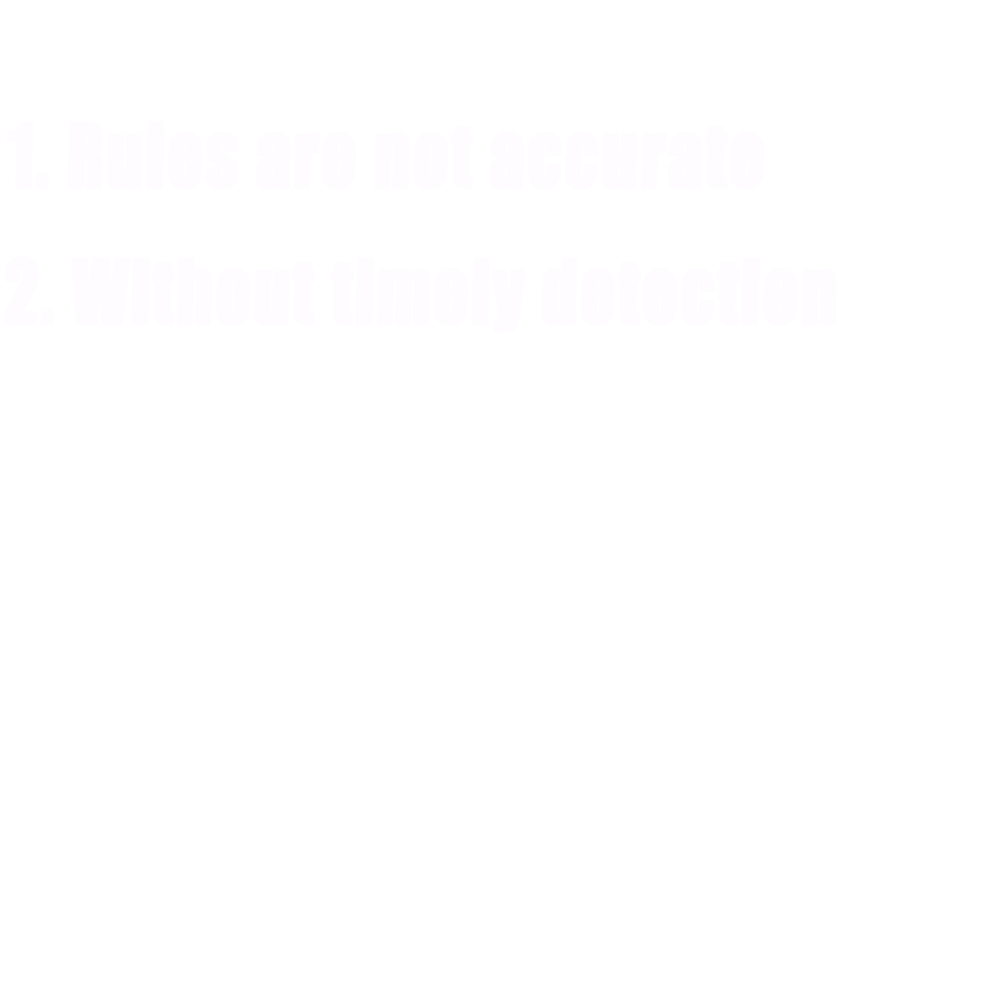 1. Rules are not accurate
2. Without timely detection